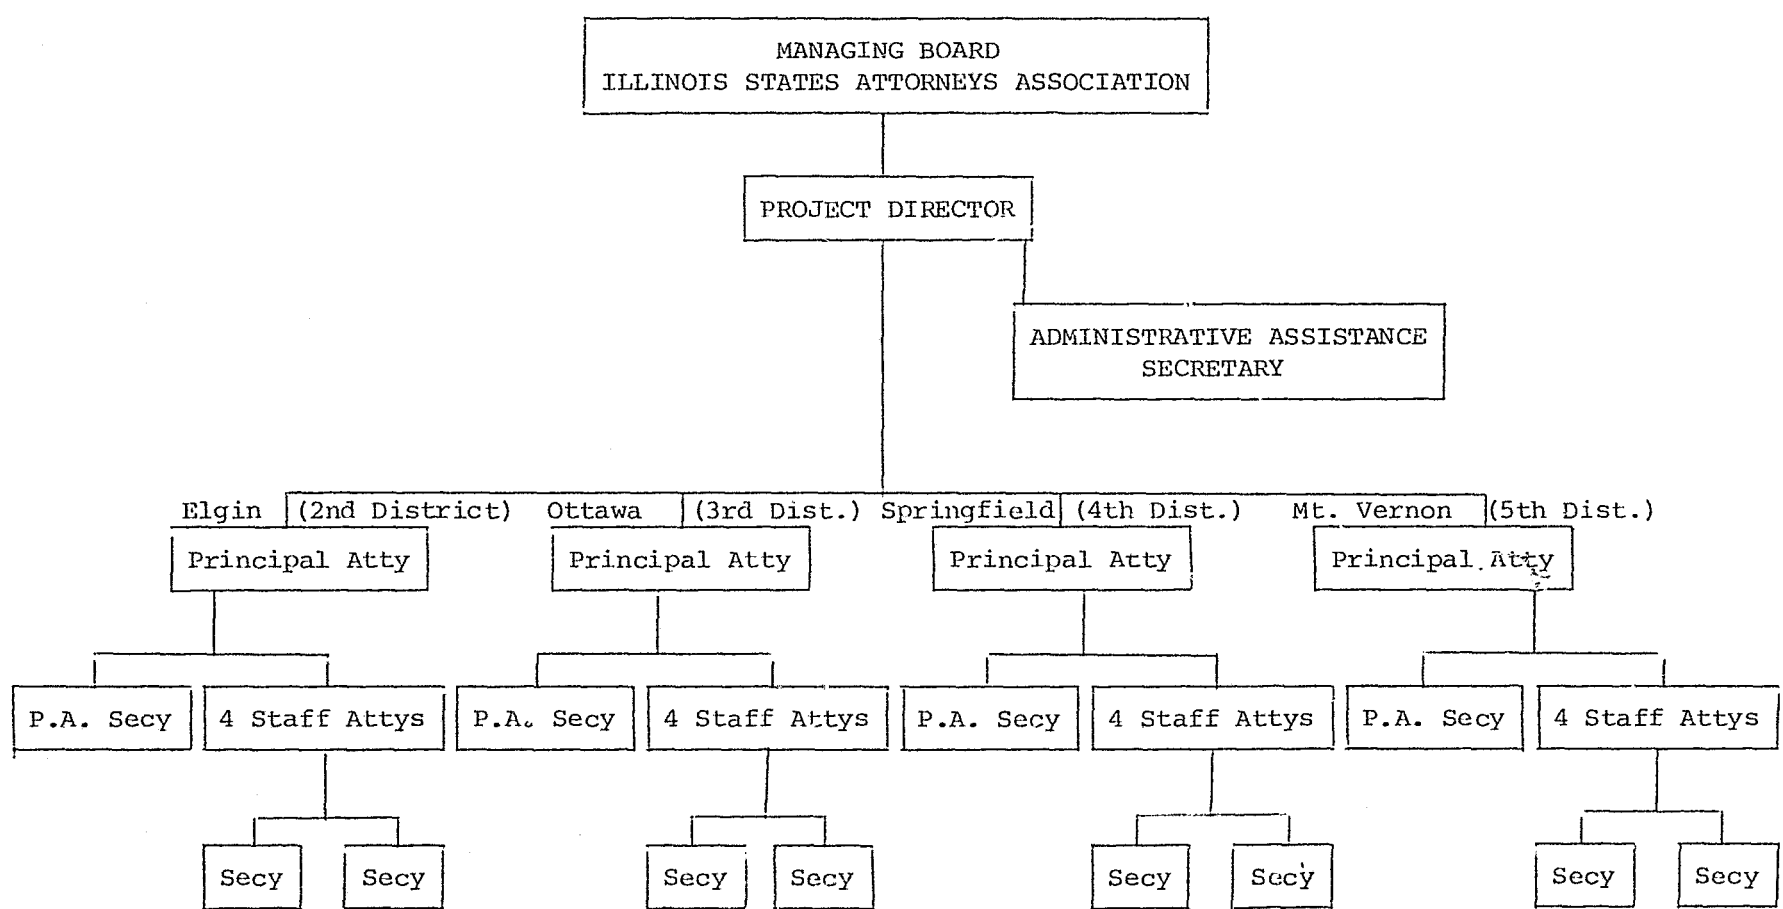 MANAGING BOARD
ILLINOIS STATES ATTORNEYS ASSOCIATION
PROJECT DIRECTOR
ADMINISTRATIVE ASSISTANCE
SECRETARY
Elgin (2nd District) Ottawa (3rd Dist.) Springfield (4th Dist.) Mt. Vernon (5th Dist.)
Principal Atty Principal Atty Principal Atty Principal Atty
P.A. Secy 4 Staff Attys P.A. Secy 4 Staff Attys P.A. Secy 4 Staff Attys P.A. Secy 4 Staff Attys
Secy Secy Secy Secy Secy Secy Secy Secy